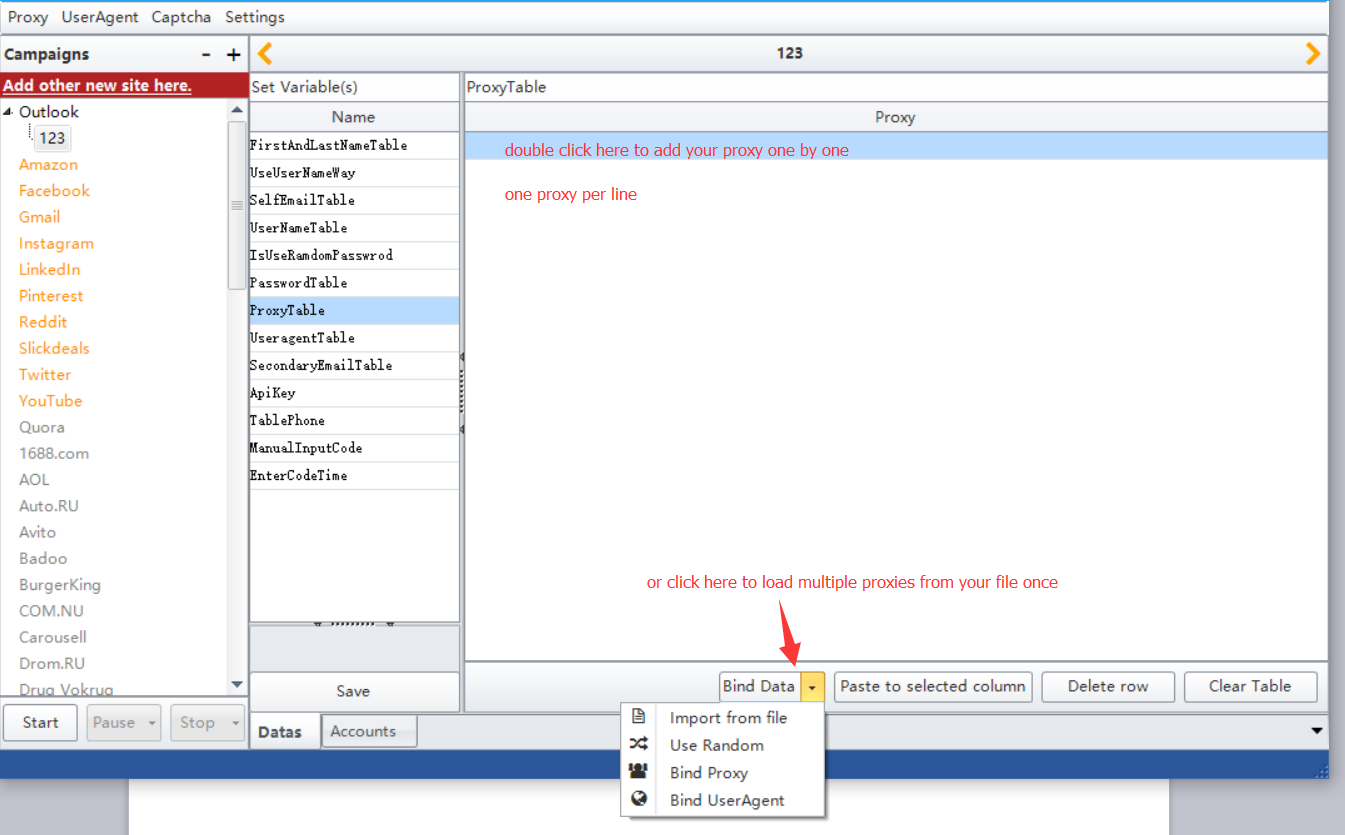 Proxy UserAgent Captcha Settings
Campaigns - +
123
Add other new site here.
Set Variable(s)
ProxyTable
Outlook
123
Amazon
Facebook
Gmail
Instagram
LinkedIn
Pinterest
Reddit
Slickdeals
Twitter
YouTube
Quora
1688.com
AOL
Auto.RU
Avito
Badoo
BurgerKing
COM.NU
Carousell
Drom.RU
Drug Vokrug
Name
FirstAndLastNameTable
UseUserNameWay
SelfEmailTable
UserNameTable
IsUseRamdomPasswrod
PasswordTable
ProxyTable
UseragentTable
SecondaryEmailTable
ApiKey
TablePhone
ManualInputCode
EnterCodeTime
Proxy
double click here to add your proxy one by one
one proxy per line
or click here to load multiple proxies from your file once
Save
Bind Data
Paste to selected column
Delete row
Clear Table
Start
Pause
Stop
Datas
Accounts
Import from file
Use Random
Bind Proxy
Bind UserAgent